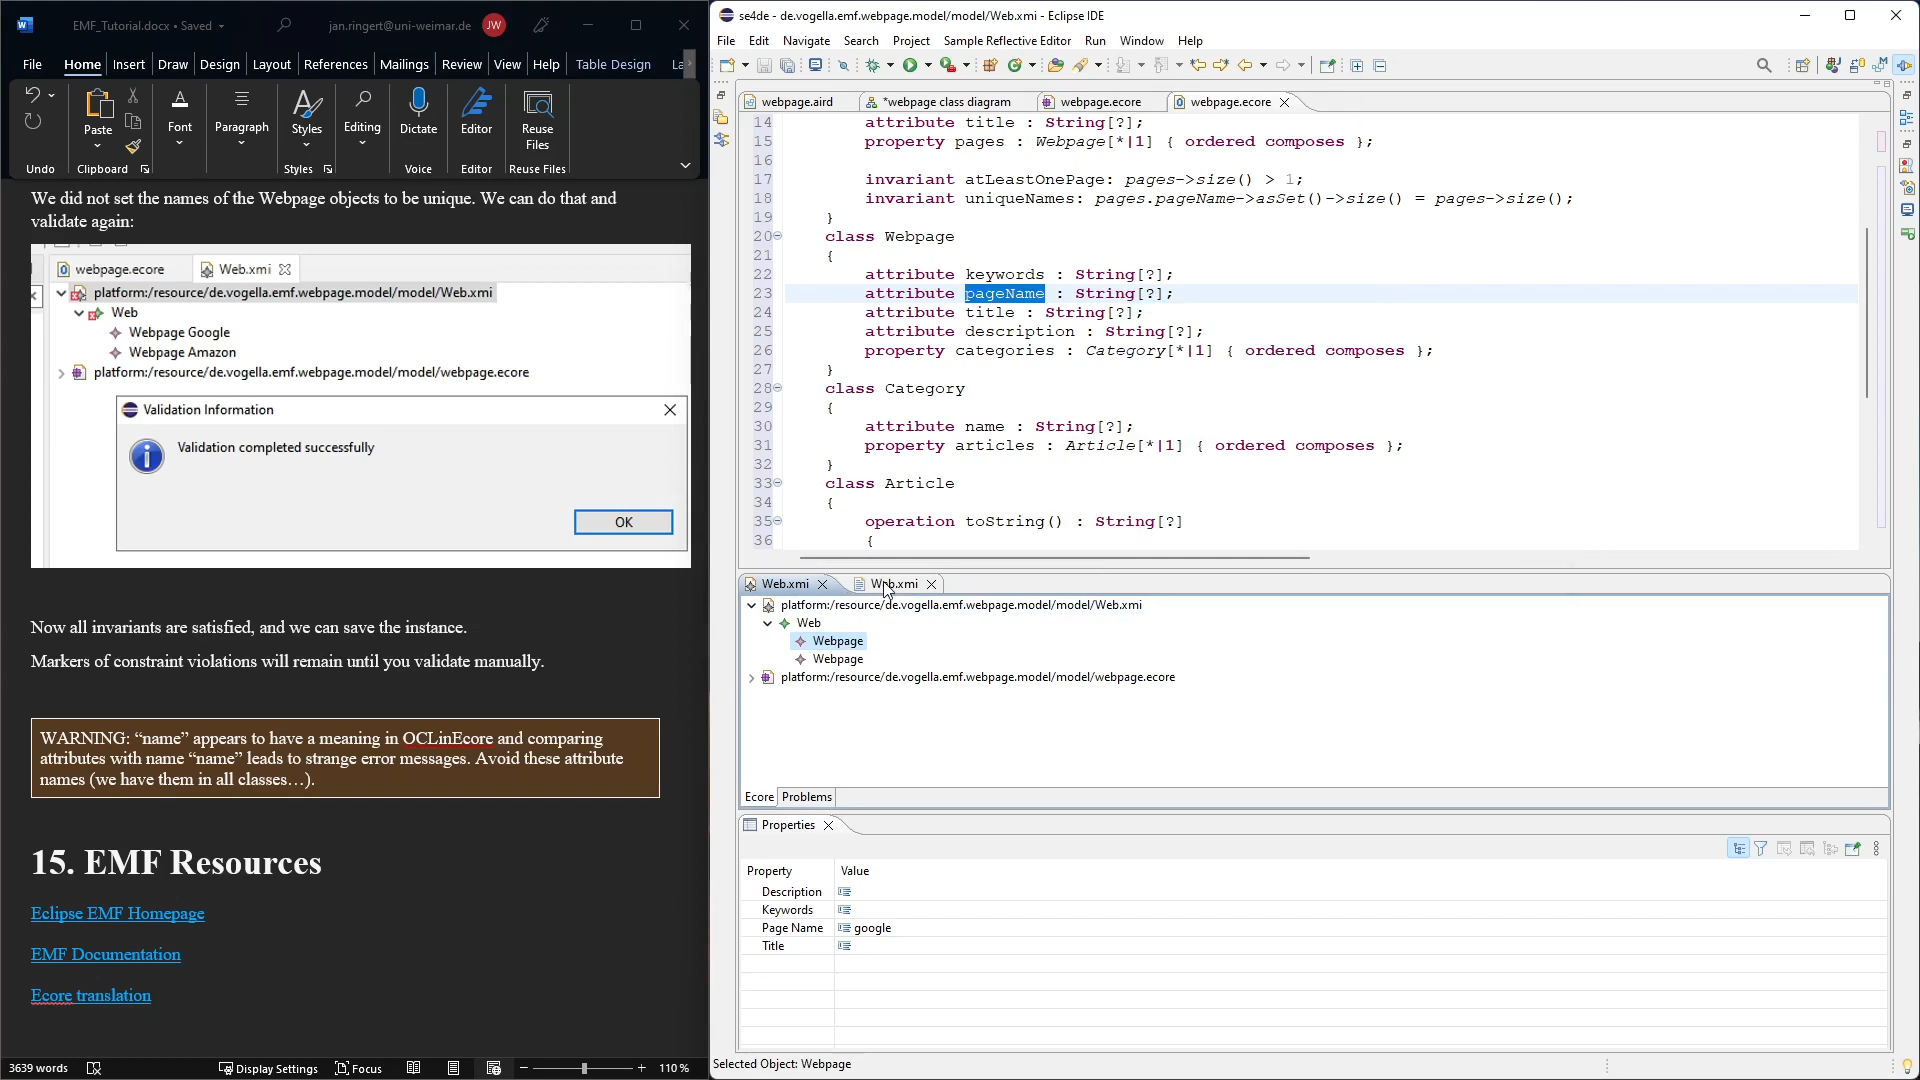 EMF_Tutorial.docx • Saved
jan.ringert@uni-weimar.de
JW
File Home Insert Draw Design Layout References Mailings Review View Help Table Design La
Undo
Paste
Clipboard
Font
Paragraph
Styles
Styles
Editing
Dictate
Voice
Editor
Editor
Reuse Files
Reuse Files
We did not set the names of the Webpage objects to be unique. We can do that and
validate again:
webpage.ecore Web.xmi
platform:/resource/de.vogella.emf.webpage.model/model/Web.xmi
Web
Webpage Google
Webpage Amazon
platform:/resource/de.vogella.emf.webpage.model/model/webpage.ecore
Validation Information
Validation completed successfully
OK
Now all invariants are satisfied, and we can save the instance.
Markers of constraint violations will remain until you validate manually.
WARNING: “name” appears to have a meaning in OCLinEcore and comparing
attributes with name “name” leads to strange error messages. Avoid these attribute
names (we have them in all classes…).
15. EMF Resources
Eclipse EMF Homepage
EMF Documentation
Ecore translation
3639 words Display Settings Focus 110 %
se4de - de.vogella.emf.webpage.model/model/Web.xmi - Eclipse IDE
File Edit Navigate Search Project Sample Reflective Editor Run Window Help
webpage.aird *webpage class diagram webpage.ecore webpage.ecore
14 attribute title : String[?];
15 property pages : Webpage[*|1] { ordered composes };
16
17 invariant atLeastOnePage: pages->size() > 1;
18 invariant uniqueNames: pages.pageName->asSet()->size() = pages->size();
19 }
20 class Webpage
21 {
22 attribute keywords : String[?];
23 attribute pageName : String[?];
24 attribute title : String[?];
25 attribute description : String[?];
26 property categories : Category[*|1] { ordered composes };
27 }
28 class Category
29 {
30 attribute name : String[?];
31 property articles : Article[*|1] { ordered composes };
32 }
33 class Article
34 {
35 operation toString() : String[?]
36 {
Web.xmi Web.xmi
platform:/resource/de.vogella.emf.webpage.model/model/Web.xmi
Web
Webpage
Webpage
platform:/resource/de.vogella.emf.webpage.model/model/webpage.ecore
Ecore Problems
Properties
Property Value
Description
Keywords
Page Name google
Title
Selected Object: Webpage